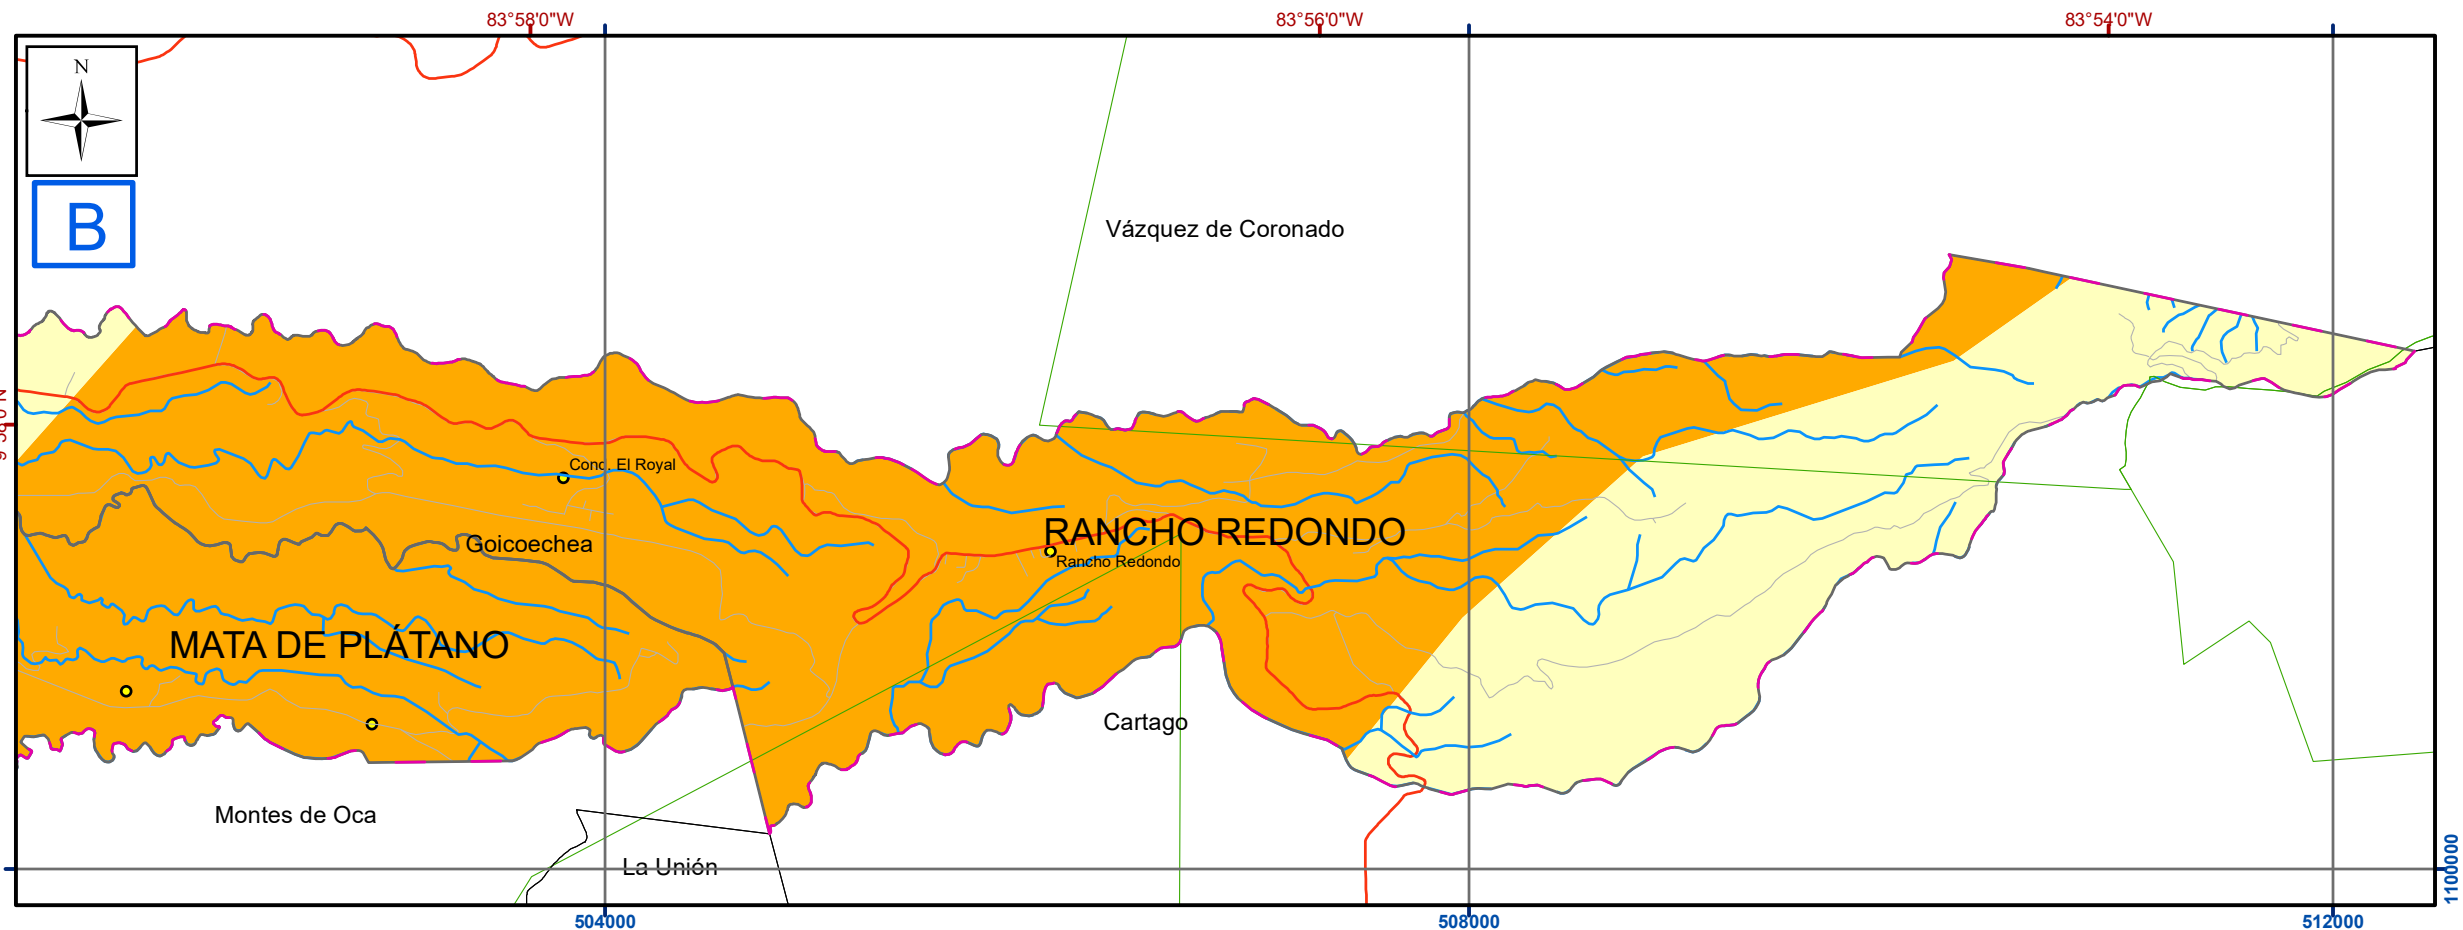 83°58'0"W
83°56'0"W
83°54'0"W
N
B
Vázquez de Coronado
Cond. El Royal
Goicoechea
RANCHO REDONDO
Rancho Redondo
MATA DE PLÁTANO
Cartago
Montes de Oca
La Unión
1100000
504000
508000
512000